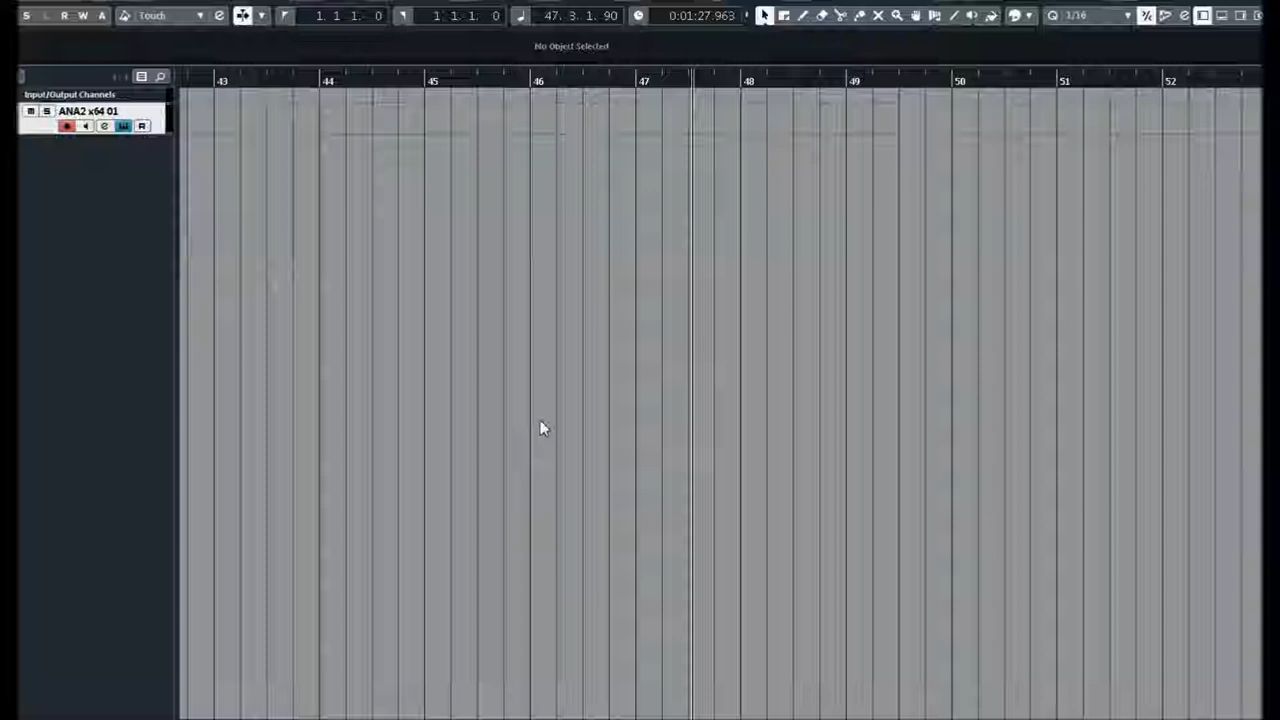 S L R W A Touch 1. 1. 1. 0 1. 1. 1. 0 47. 3. 1. 90 0:01:27.963 Q 1/16
No Object Selected
43 44 45 46 47 48 49 50 51 52
Input/Output Channels
m S ANA2 x64 01
e R